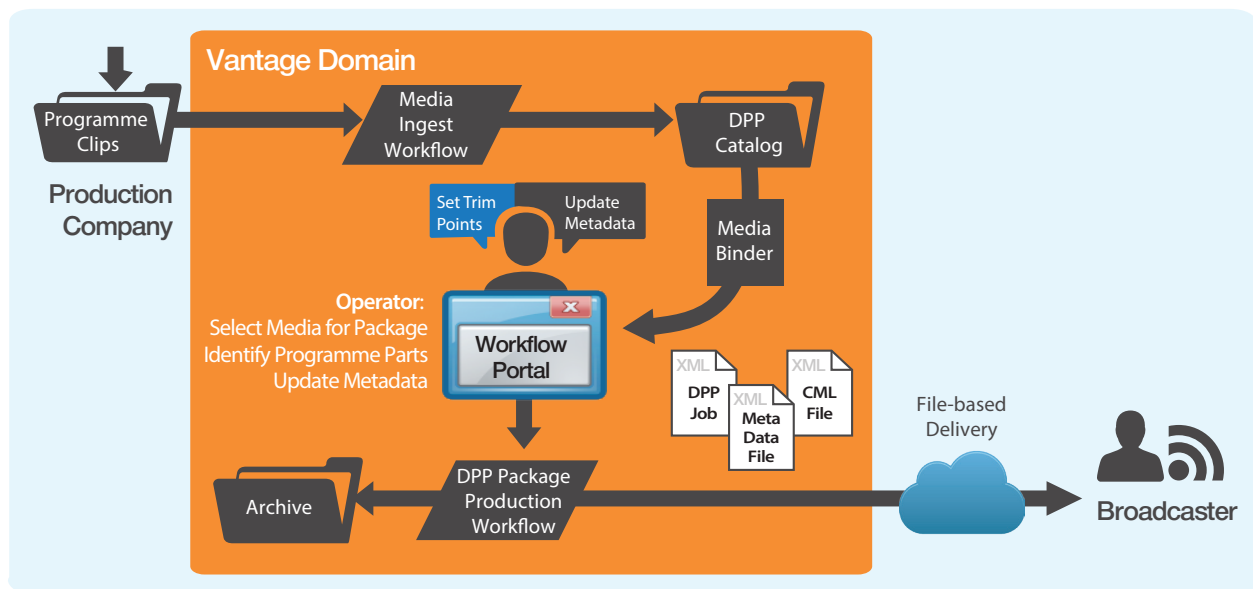 Vantage Domain
Programme
Clips
Production
Company
Media
Ingest
Workflow
DPP
Catalog
Set Trim
Points
Update
Metadata
Media
Binder
Operator:
Select Media for Package
Identify Programme Parts
Update Metadata
Workflow
Portal
XML
DPP
Job
XML
Meta
Data
File
XML
CML
File
File-based
Delivery
Archive
DPP Package
Production
Workflow
Broadcaster